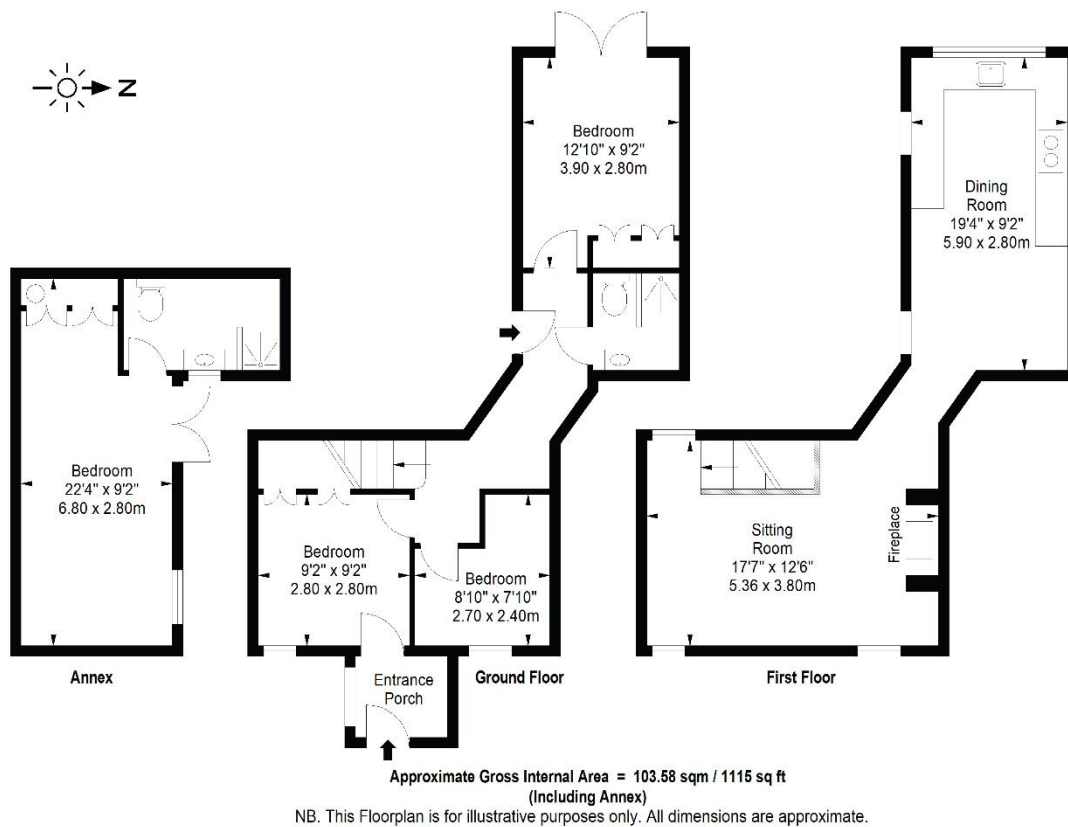 N
Bedroom
12'10" x 9'2"
3.90 x 2.80m
Dining
Room
19'4" x 9'2"
5.90 x 2.80m
Bedroom
22'4" x 9'2"
6.80 x 2.80m
Bedroom
9'2" x 9'2"
2.80 x 2.80m
Bedroom
8'10" x 7'10"
2.70 x 2.40m
Sitting
Room
17'7" x 12'6"
5.36 x 3.80m
Fireplace
Entrance
Porch
Annex
Ground Floor
First Floor
Approximate Gross Internal Area = 103.58 sqm / 1115 sq ft
(Including Annex)
NB. This Floorplan is for illustrative purposes only. All dimensions are approximate.